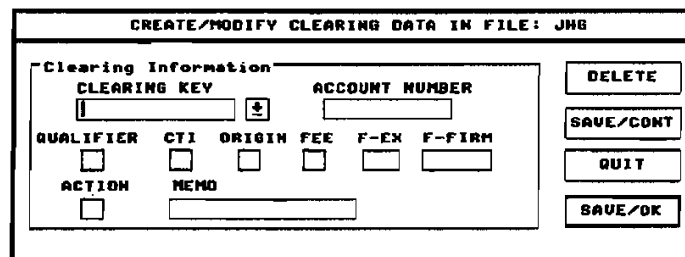 CREATE/MODIFY CLEARING DATA IN FILE: JHG
Clearing Information
CLEARING KEY ACCOUNT NUMBER
DELETE
SAVE/CONT
QUALIFIER CTI ORIGIN FEE F-EX F-FIRM
QUIT
ACTION MEMO
SAVE/OK